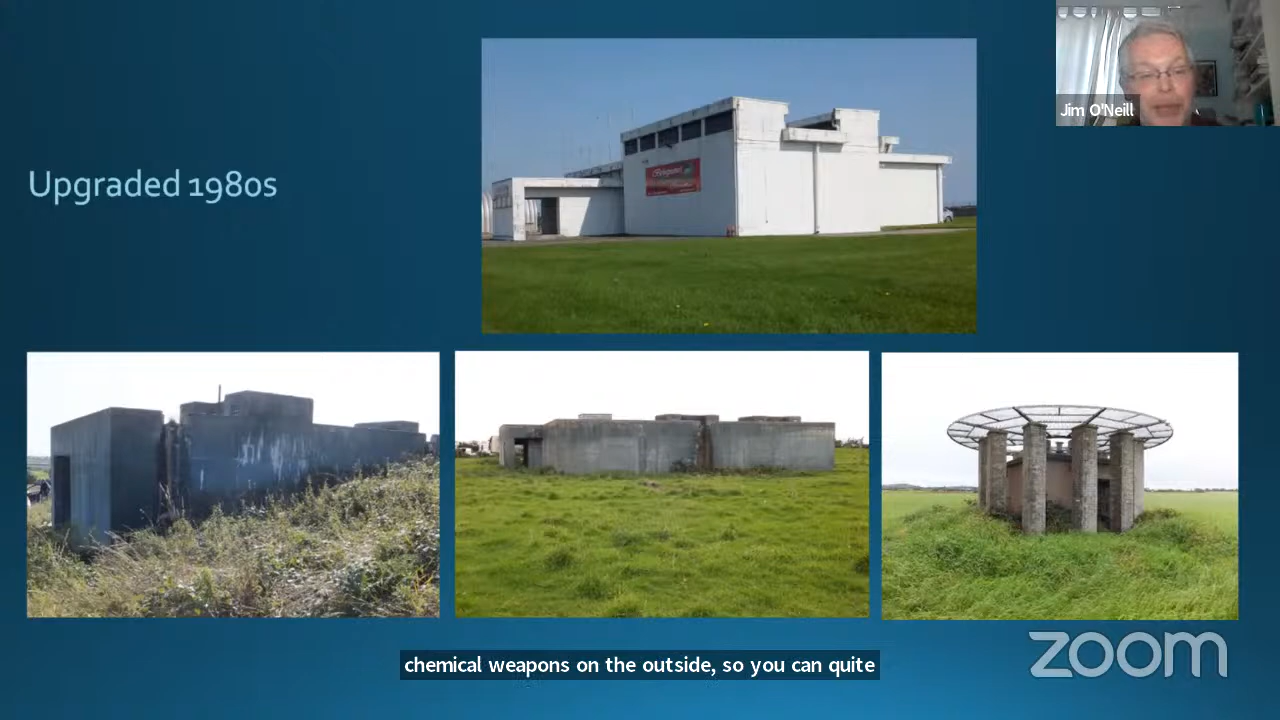 Jim O'Neill
Upgraded 1980s
chemical weapons on the outside, so you can quite
zoom